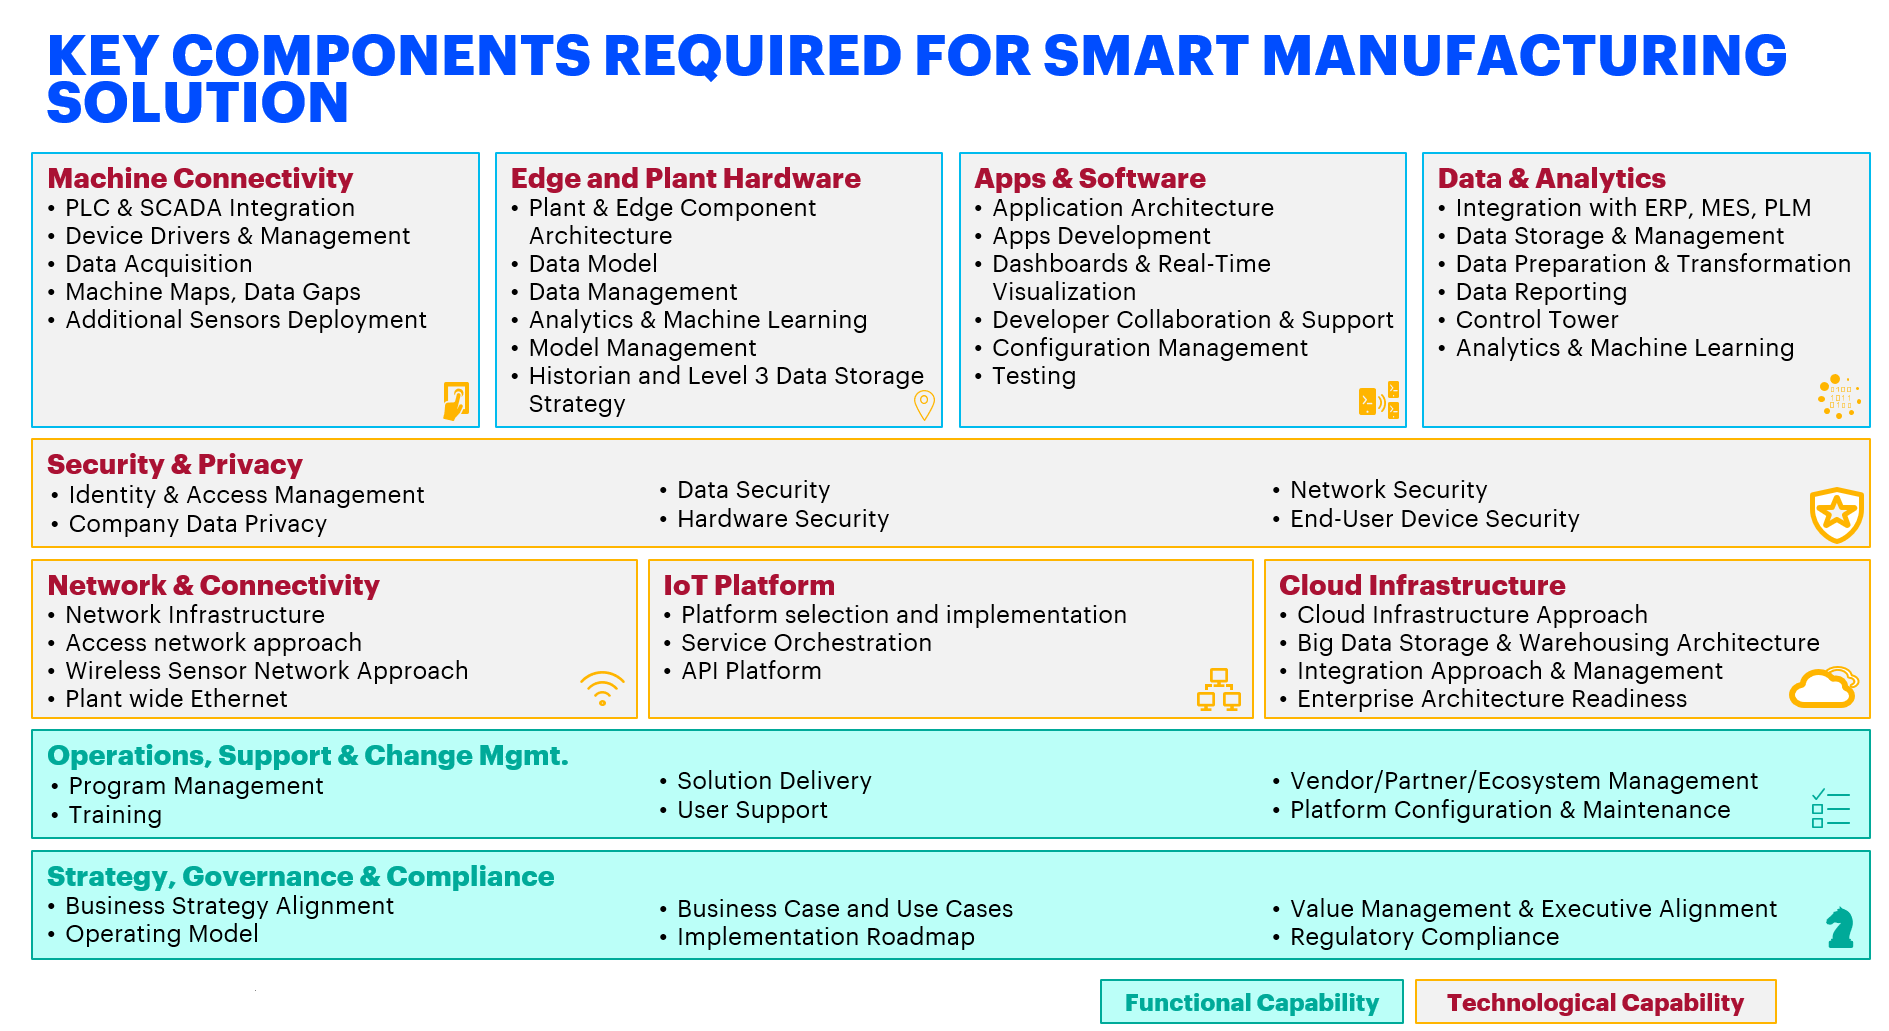 KEY COMPONENTS REQUIRED FOR SMART MANUFACTURING
SOLUTION
Machine Connectivity
• PLC & SCADA Integration
• Device Drivers & Management
• Data Acquisition
• Machine Maps, Data Gaps
• Additional Sensors Deployment
Edge and Plant Hardware
• Plant & Edge Component
Architecture
• Data Model
• Data Management
• Analytics & Machine Learning
• Model Management
• Historian and Level 3 Data Storage
Strategy
Apps & Software
• Application Architecture
• Apps Development
• Dashboards & Real-Time
Visualization
• Developer Collaboration & Support
• Configuration Management
• Testing
Data & Analytics
• Integration with ERP, MES, PLM
• Data Storage & Management
• Data Preparation & Transformation
• Data Reporting
• Control Tower
• Analytics & Machine Learning
0100
1011
0100
Security & Privacy
• Identity & Access Management
• Company Data Privacy
• Data Security
• Hardware Security
• Network Security
• End-User Device Security
Network & Connectivity
• Network Infrastructure
• Access network approach
• Wireless Sensor Network Approach
• Plant wide Ethernet
IoT Platform
• Platform selection and implementation
• Service Orchestration
• API Platform
Cloud Infrastructure
• Cloud Infrastructure Approach
• Big Data Storage & Warehousing Architecture
• Integration Approach & Management
• Enterprise Architecture Readiness
Operations, Support & Change Mgmt.
• Program Management
• Training
• Solution Delivery
• User Support
• Vendor/Partner/Ecosystem Management
• Platform Configuration & Maintenance
Strategy, Governance & Compliance
• Business Strategy Alignment
• Operating Model
• Business Case and Use Cases
• Implementation Roadmap
• Value Management & Executive Alignment
• Regulatory Compliance
Functional Capability
Technological Capability